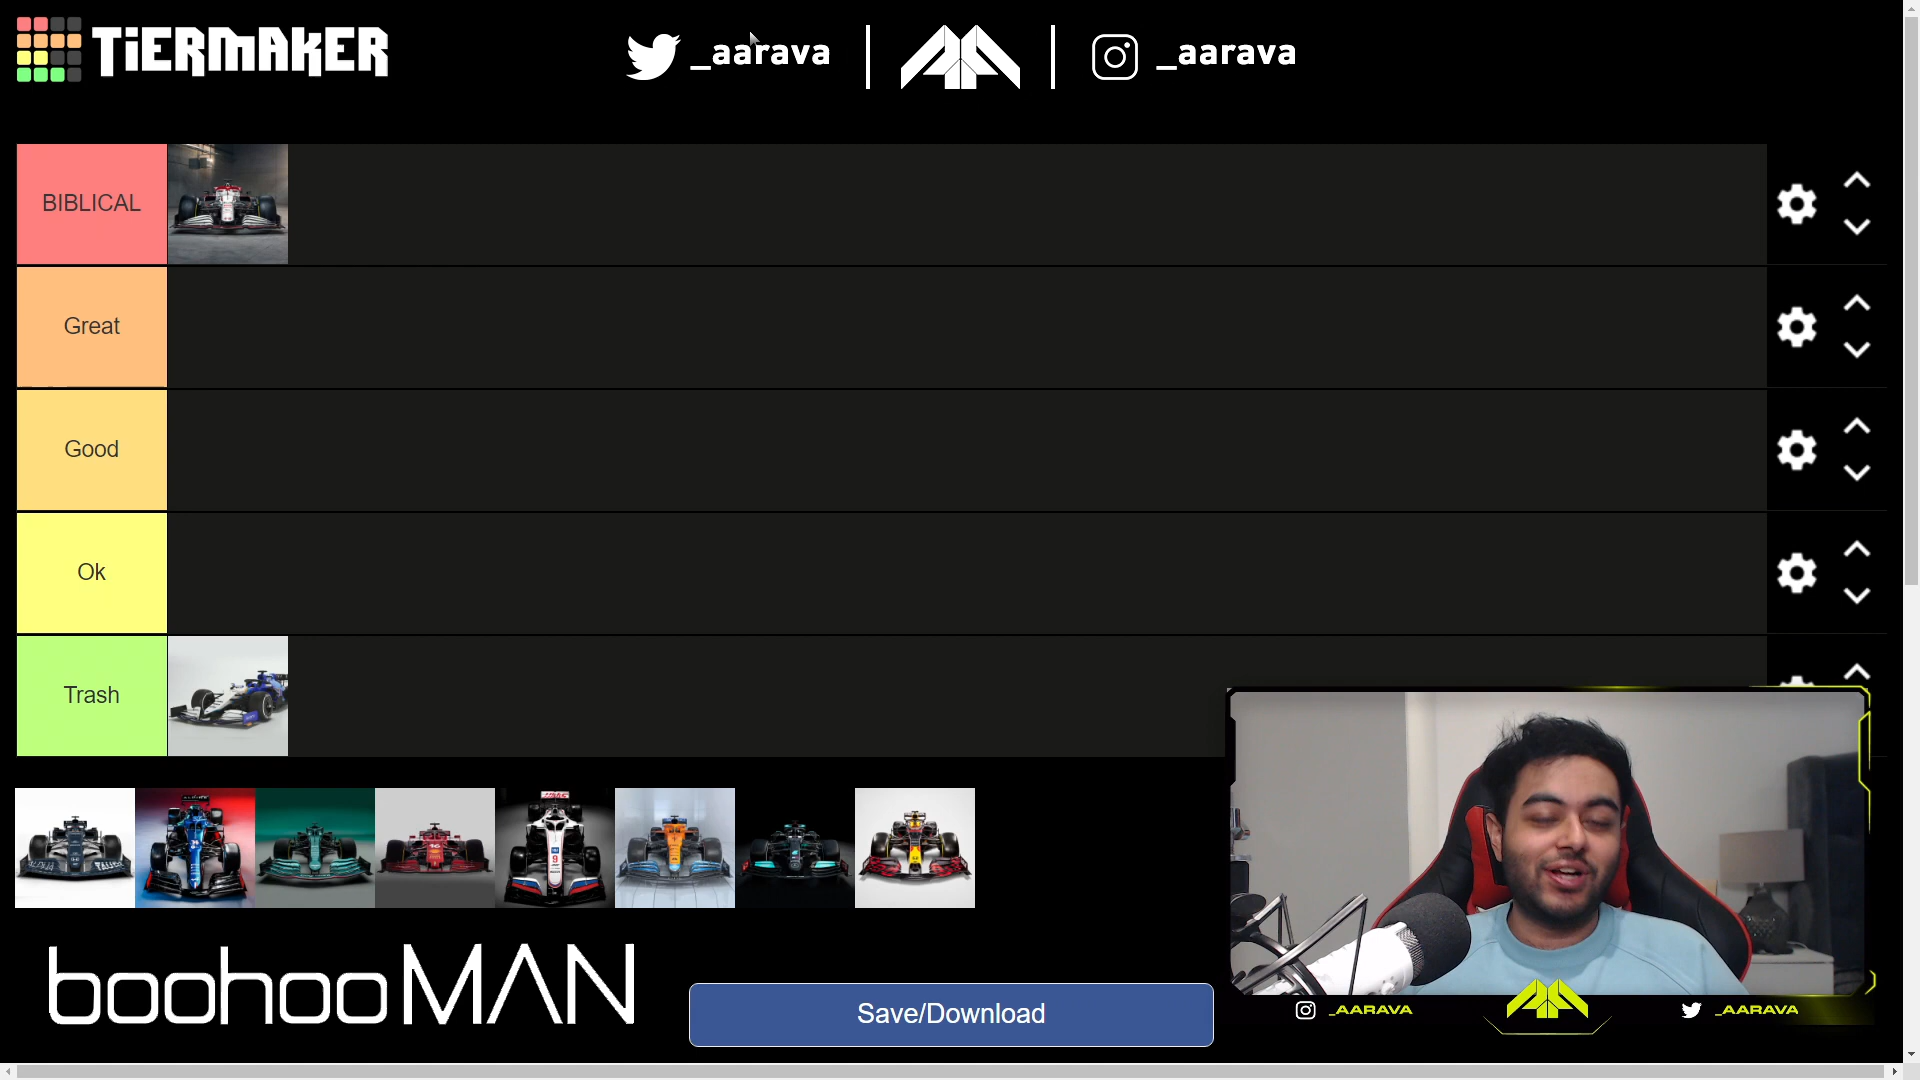 TiERMAKER
_aarava
_aarava
BIBLICAL
Great
Good
Ok
Trash
boohooMAN
Save/Download
_AARAVA
_AARAVA